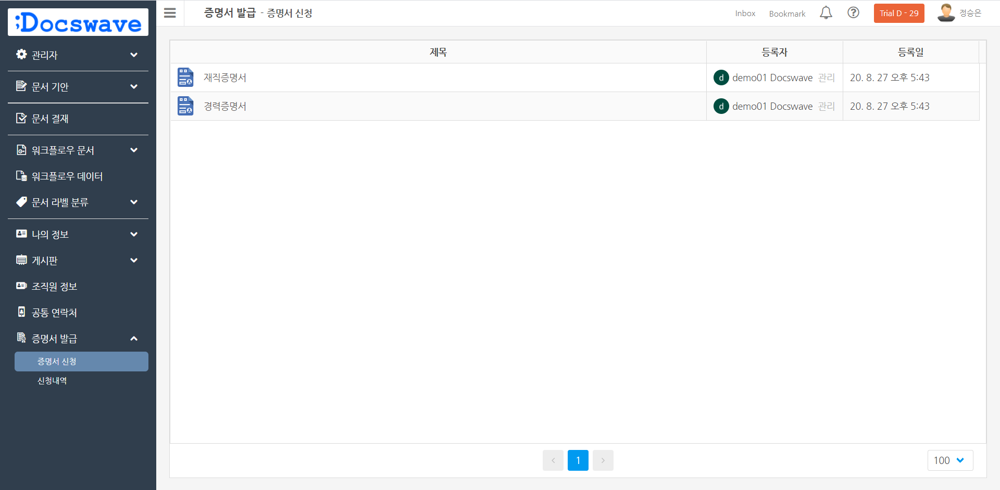 ;Docswave
관리자
문서 기안
문서 결재
워크플로우 문서
워크플로우 데이터
문서 라벨 분류
나의 정보
게시판
조직원 정보
공통 연락처
증명서 발급
증명서 신청
신청내역
증명서 발급 - 증명서 신청
Inbox
Bookmark
Trial D - 29
정승은
제목 등록자 등록일
재직증명서 d demo01 Docswave 관리 20. 8. 27 오후 5:43
경력증명서 d demo01 Docswave 관리 20. 8. 27 오후 5:43
< 1 >
100